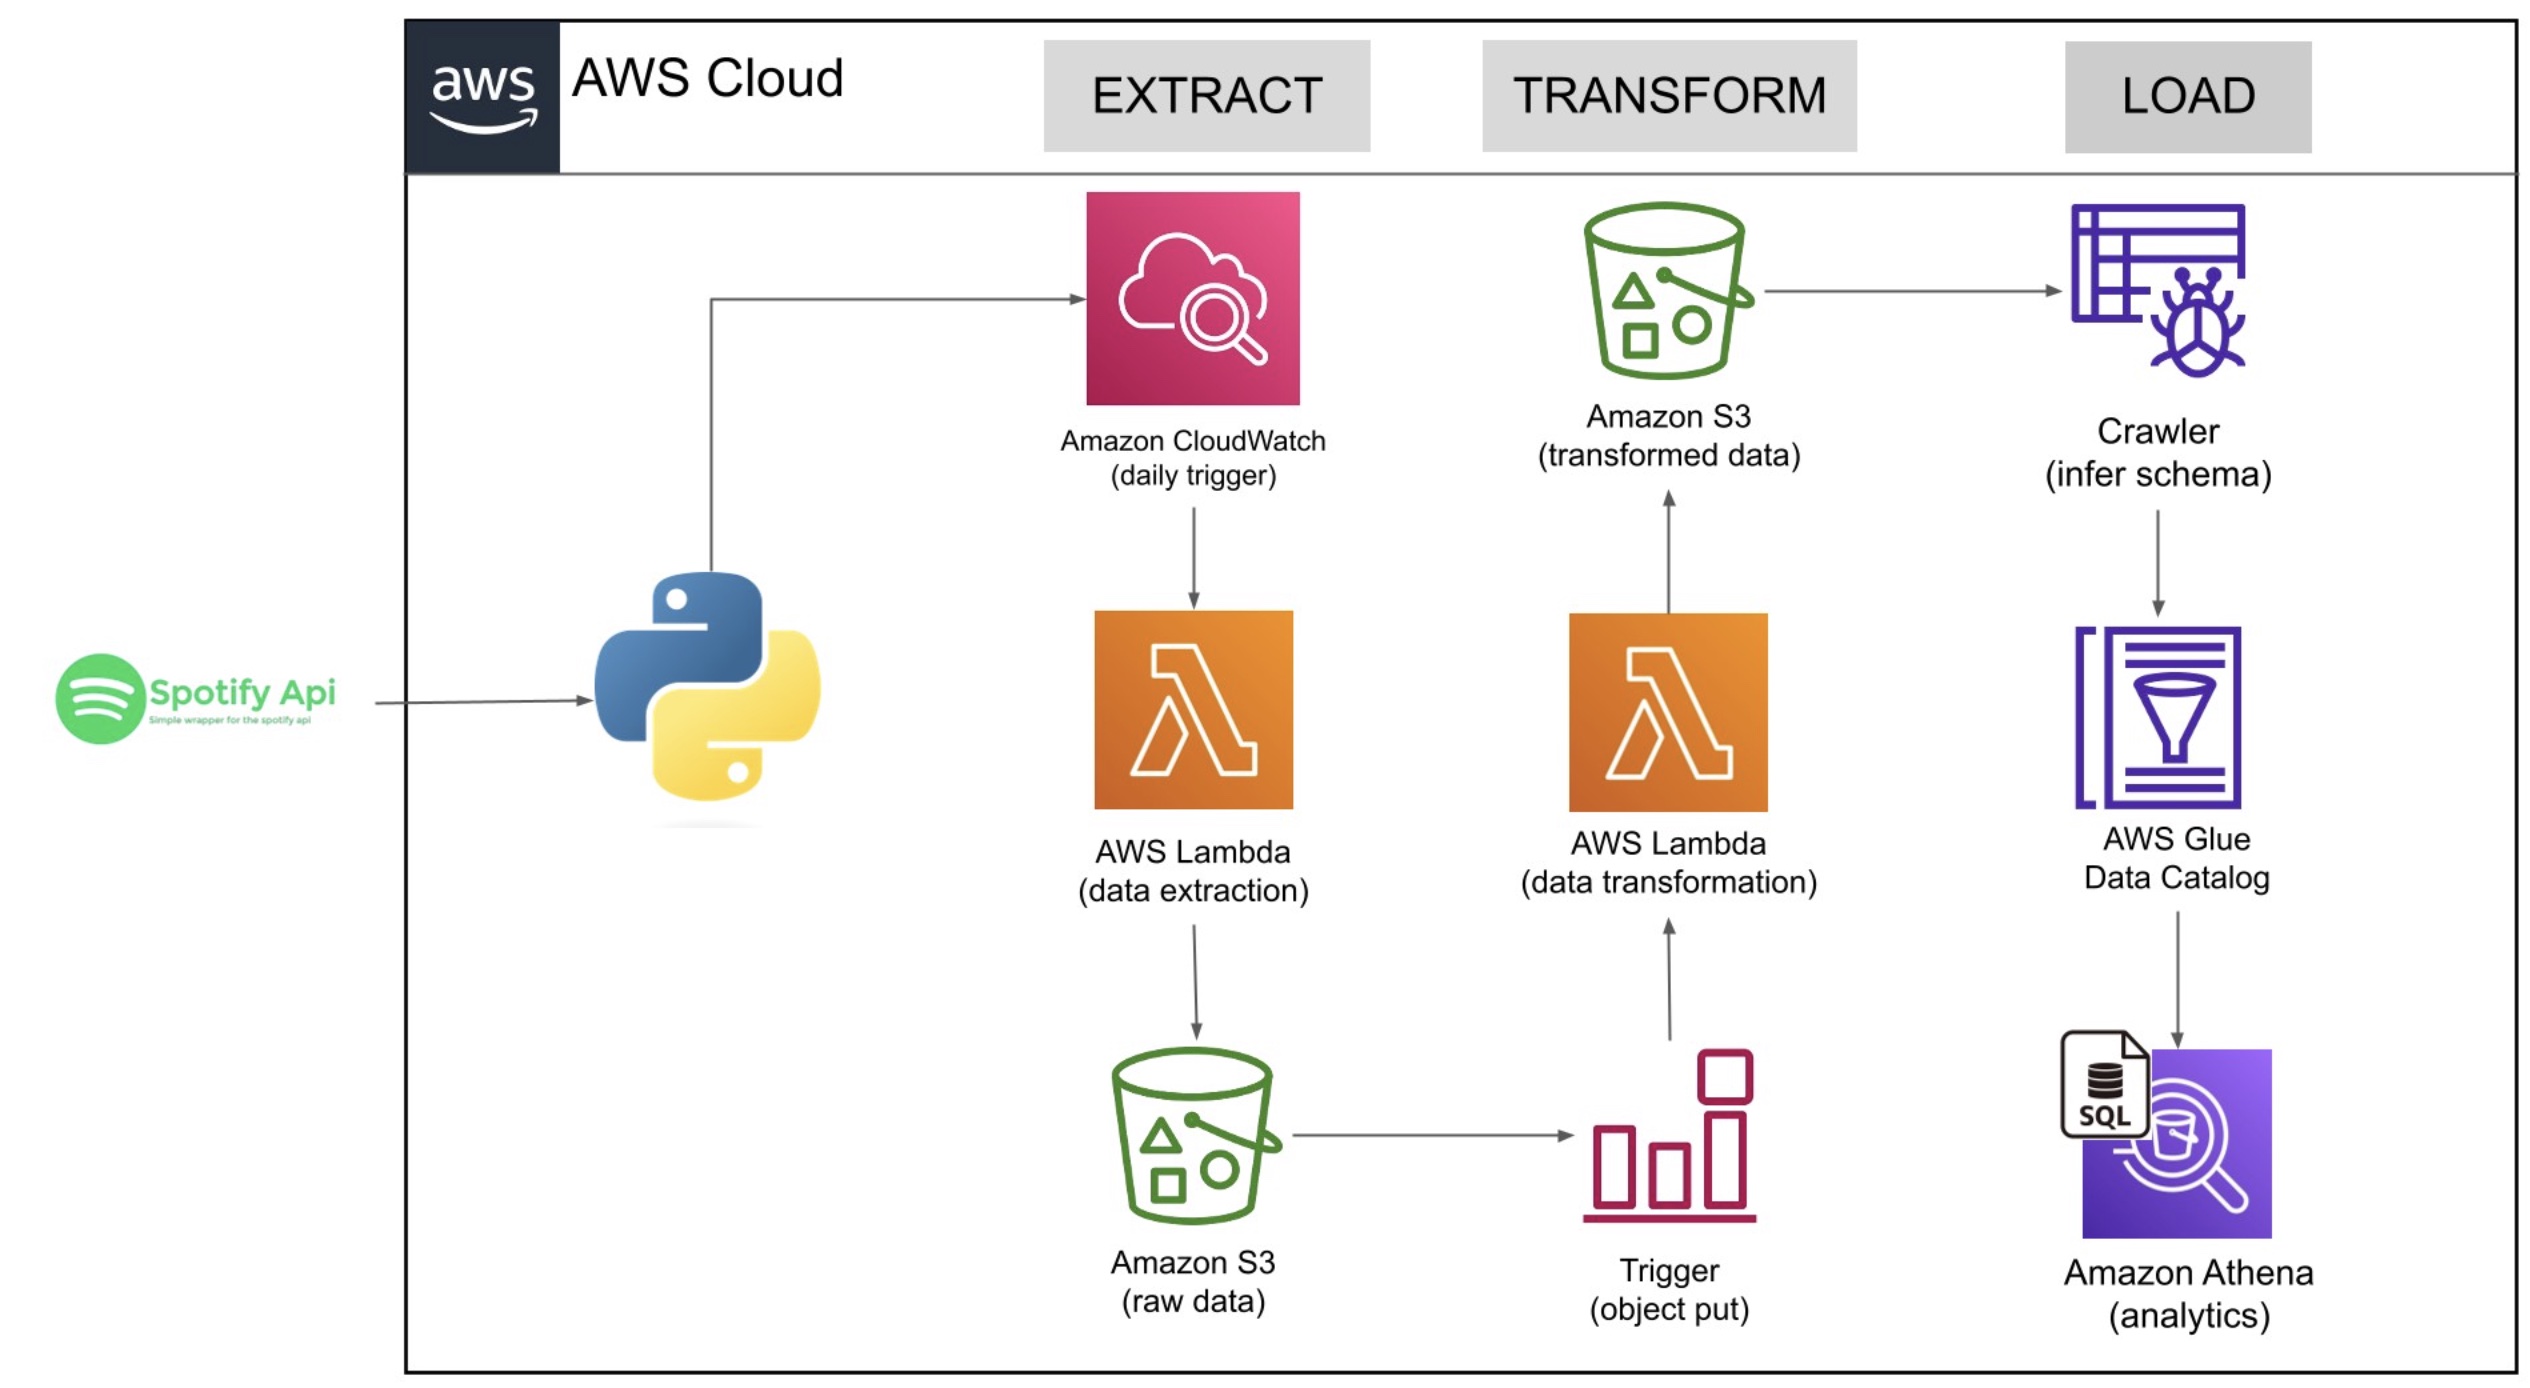 aws
AWS Cloud
EXTRACT
TRANSFORM
LOAD
Spotify Api
Simple wrapper for the spotify api
Amazon CloudWatch
(daily trigger)
AWS Lambda
(data extraction)
Amazon S3
(raw data)
Amazon S3
(transformed data)
AWS Lambda
(data transformation)
Trigger
(object put)
Crawler
(infer schema)
AWS Glue
Data Catalog
SQL
Amazon Athena
(analytics)